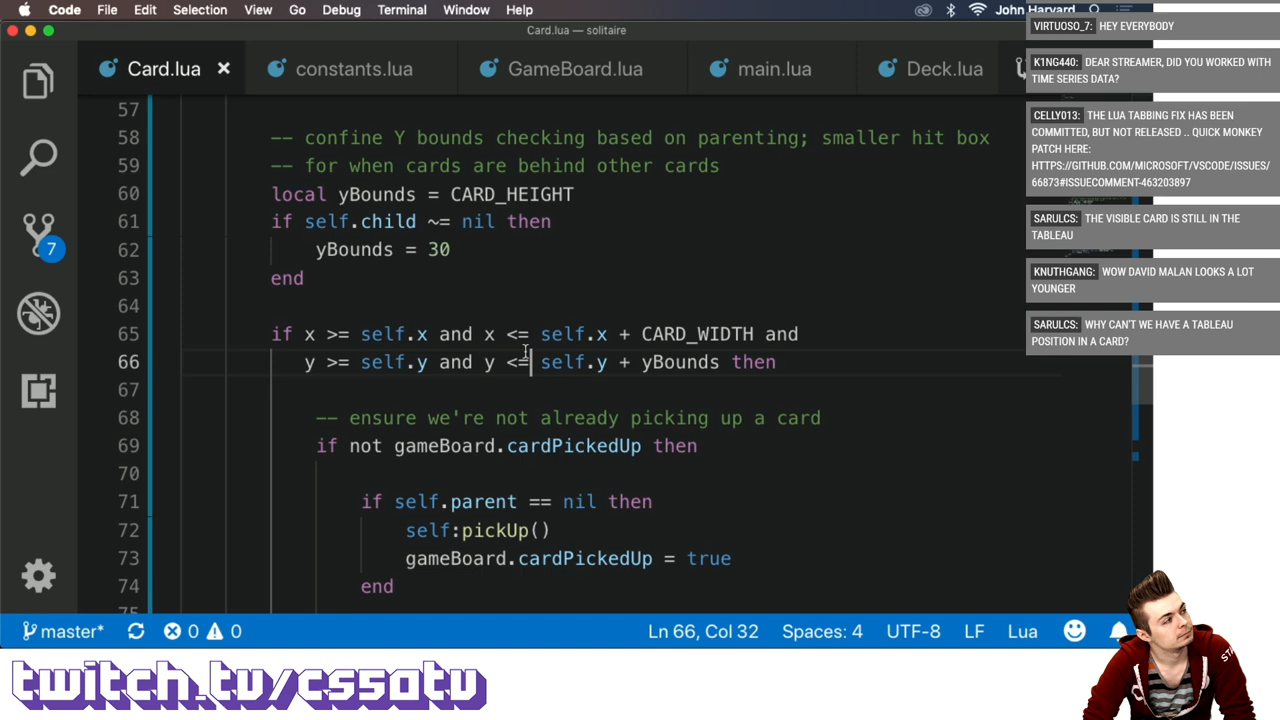 Code File Edit Selection View Go Debug Terminal Window Help John Harvard
Card.lua — solitaire
Card.lua constants.lua GameBoard.lua main.lua Deck.lua
57
58 -- confine Y bounds checking based on parenting; smaller hit box
59 -- for when cards are behind other cards
60 local yBounds = CARD_HEIGHT
61 if self.child ~= nil then
62 yBounds = 30
63 end
64
65 if x >= self.x and x <= self.x + CARD_WIDTH and
66 y >= self.y and y <= self.y + yBounds then
67
68 -- ensure we're not already picking up a card
69 if not gameBoard.cardPickedUp then
70
71 if self.parent == nil then
72 self:pickUp()
73 gameBoard.cardPickedUp = true
74 end
75
7
master* 0 0 Ln 66, Col 32 Spaces: 4 UTF-8 LF Lua
twitch.tv/cs50tv
VIRTUOSO_7: HEY EVERYBODY
K1NG440: DEAR STREAMER, DID YOU WORKED WITH
TIME SERIES DATA?
CELLY013: THE LUA TABBING FIX HAS BEEN
COMMITTED, BUT NOT RELEASED .. QUICK MONKEY
PATCH HERE:
HTTPS://GITHUB.COM/MICROSOFT/VSCODE/ISSUES/
66873#ISSUECOMMENT-463203897
SARULCS: THE VISIBLE CARD IS STILL IN THE
TABLEAU
KNUTHGANG: WOW DAVID MALAN LOOKS A LOT
YOUNGER
SARULCS: WHY CAN'T WE HAVE A TABLEAU
POSITION IN A CARD?